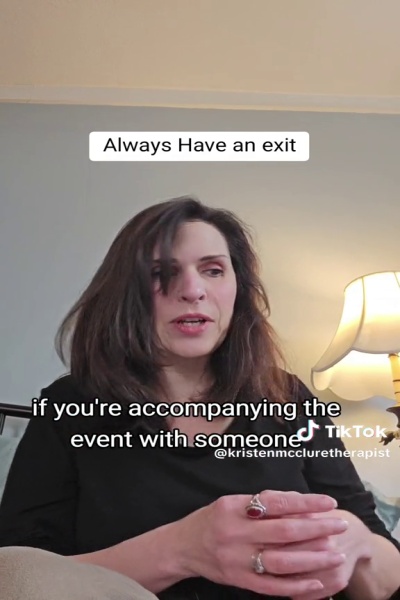 Always Have an exit
if you're accompanying the
event with someone
TikTok
@kristenmccluretherapist